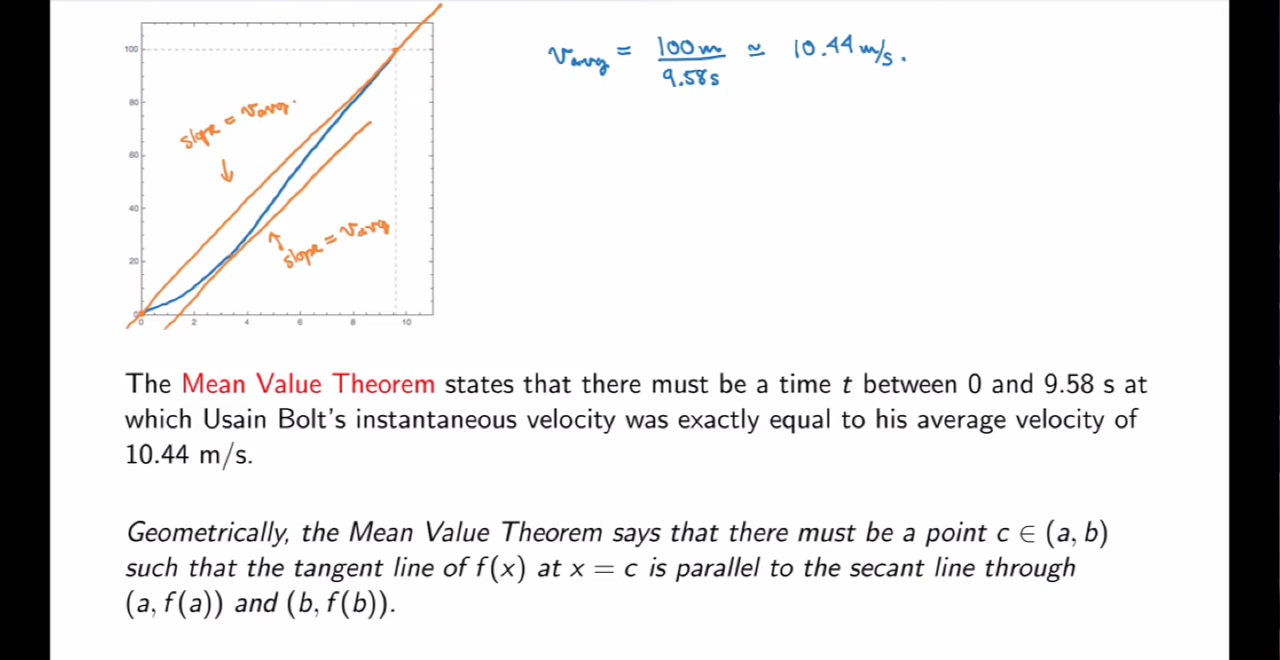 100
80
60
40
20
0
0 2 4 6 8 10
slope = Vavg.
slope = Vavg
Vavg = 100m / 9.58s ≃ 10.44 m/s.
The Mean Value Theorem states that there must be a time t between 0 and 9.58 s at
which Usain Bolt's instantaneous velocity was exactly equal to his average velocity of
10.44 m/s.
Geometrically, the Mean Value Theorem says that there must be a point c ∈ (a, b)
such that the tangent line of f(x) at x = c is parallel to the secant line through
(a, f(a)) and (b, f(b)).